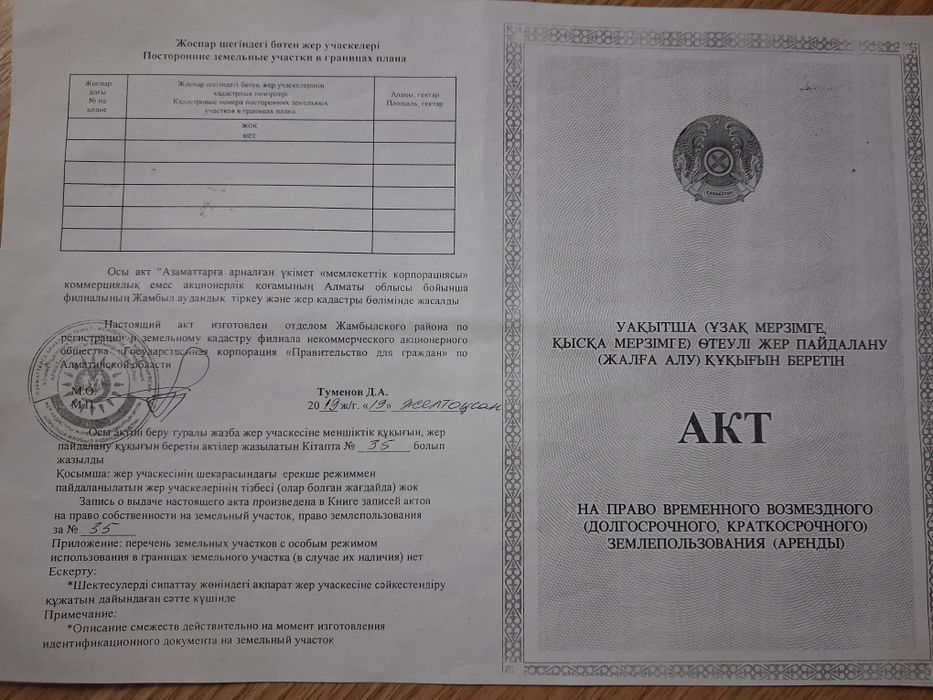 Жоспар шегіндегі бөтен жер учаскелері
Посторонние земельные участки в границах плана
Жоспар
дағы
№ на
плане
Жоспар шегіндегі бөтен жер учаскелерінің
кадастрлық нөмірлері
Кадастровые номера посторонних земельных
участков в границах плана
Алаңы, гектар
Площадь, гектар
жоқ
нет
Осы акт “Азаматтарға арналған үкімет «мемлекеттік корпорациясы»
коммерциялық емес акционерлік қоғамының Алматы облысы бойынша
филиалының Жамбыл аудандық тіркеу және жер кадастры бөлімінде жасалды
Настоящий акт изготовлен отделом Жамбылского района по
регистрации и земельному кадастру филиала некоммерческого акционерного
общества «Государственная корпорация «Правительство для граждан» по
Алматинской области
М.О.
Туменов Д.А.
М.П.
2019 ж/г. «19» желтоқсан
Осы актіні беру туралы жазба жер учаскесіне меншіктік құқығын, жер
пайдалану құқығын беретін актілер жазылатын Кітапта № 35 болып
жазылды
Қосымша: жер учаскесінің шекарасындағы ерекше режиммен
пайдаланылатын жер учаскелерінің тізбесі (олар болған жағдайда) жок
Запись о выдаче настоящего акта произведена в Книге записей актов
на право собственности на земельный участок, право землепользования
за № 35
Приложение: перечень земельных участков с особым режимом
использования в границах земельного участка (в случае их наличия) нет
Ескерту:
*Шектесулерді сипаттау жөніндегі ақпарат жер учаскесіне сәйкестендіру
құжатын дайындаған сәтте күшінде
Примечание:
*Описание смежеств действительно на момент изготовления
идентификационного документа на земельный участок
ҚАЗАҚСТАН
УАҚЫТША (ҰЗАҚ МЕРЗІМГЕ,
ҚЫСҚА МЕРЗІМГЕ) ӨТЕУЛІ ЖЕР ПАЙДАЛАНУ
(ЖАЛҒА АЛУ) ҚҰҚЫҒЫН БЕРЕТІН
АКТ
НА ПРАВО ВРЕМЕННОГО ВОЗМЕЗДНОГО
(ДОЛГОСРОЧНОГО, КРАТКОСРОЧНОГО)
ЗЕМЛЕПОЛЬЗОВАНИЯ (АРЕНДЫ)